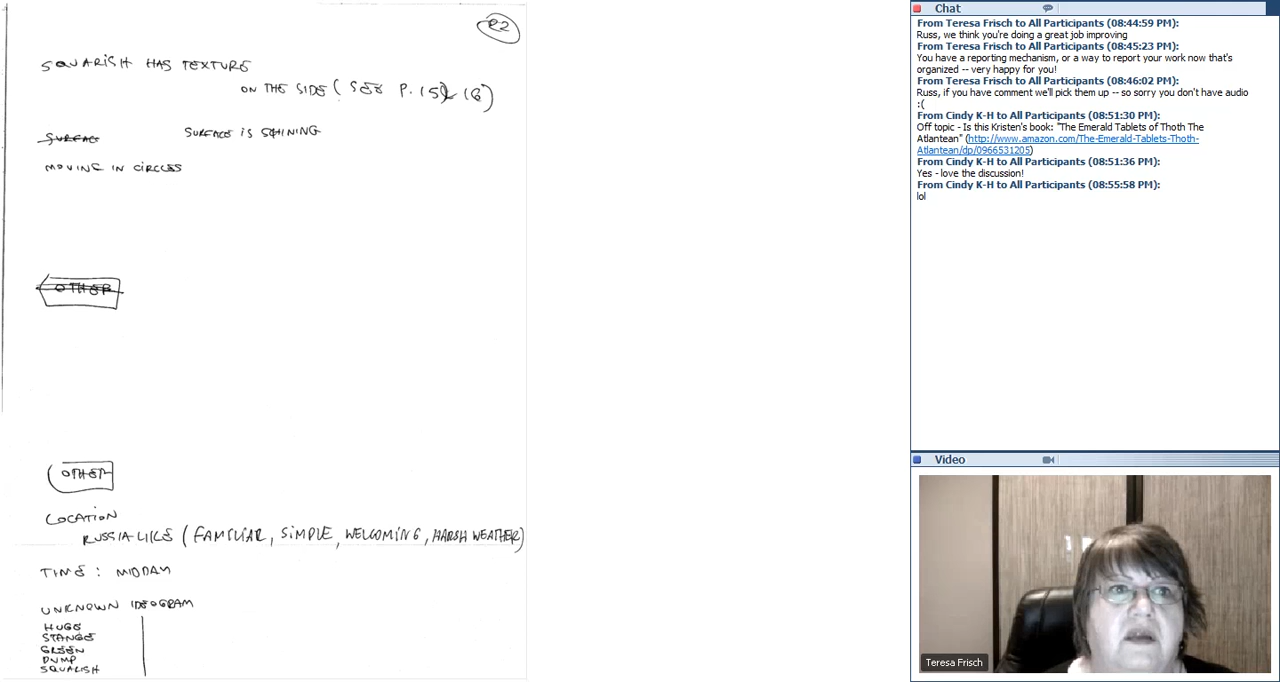 R2
SQUARISH HAS TEXTURE
ON THE SIDE (SEE P. 15 & 16)
SURFAC
SURFACE IS SHINING
MOVING IN CIRCLES
OTHER
OTHER
LOCATION
RUSSIA LIKE (FAMILIAR, SIMPLE, WELCOMING, HARSH WEATHER)
TIME : MIDDAY
UNKNOWN IDEOGRAM
HUGE
STANGE
GREEN
DUMP
SQUARISH
Chat
From Teresa Frisch to All Participants (08:44:59 PM):
Russ, we think you're doing a great job improving
From Teresa Frisch to All Participants (08:45:23 PM):
You have a reporting mechanism, or a way to report your work now that's
organized -- very happy for you!
From Teresa Frisch to All Participants (08:46:02 PM):
Russ, if you have comment we'll pick them up -- so sorry you don't have audio
:(
From Cindy K-H to All Participants (08:51:30 PM):
Off topic - Is this Kristen's book: "The Emerald Tablets of Thoth The
Atlantean" (http://www.amazon.com/The-Emerald-Tablets-Thoth-
Atlantean/dp/0966531205)
From Cindy K-H to All Participants (08:51:36 PM):
Yes - love the discussion!
From Cindy K-H to All Participants (08:55:58 PM):
lol
Video
Teresa Frisch